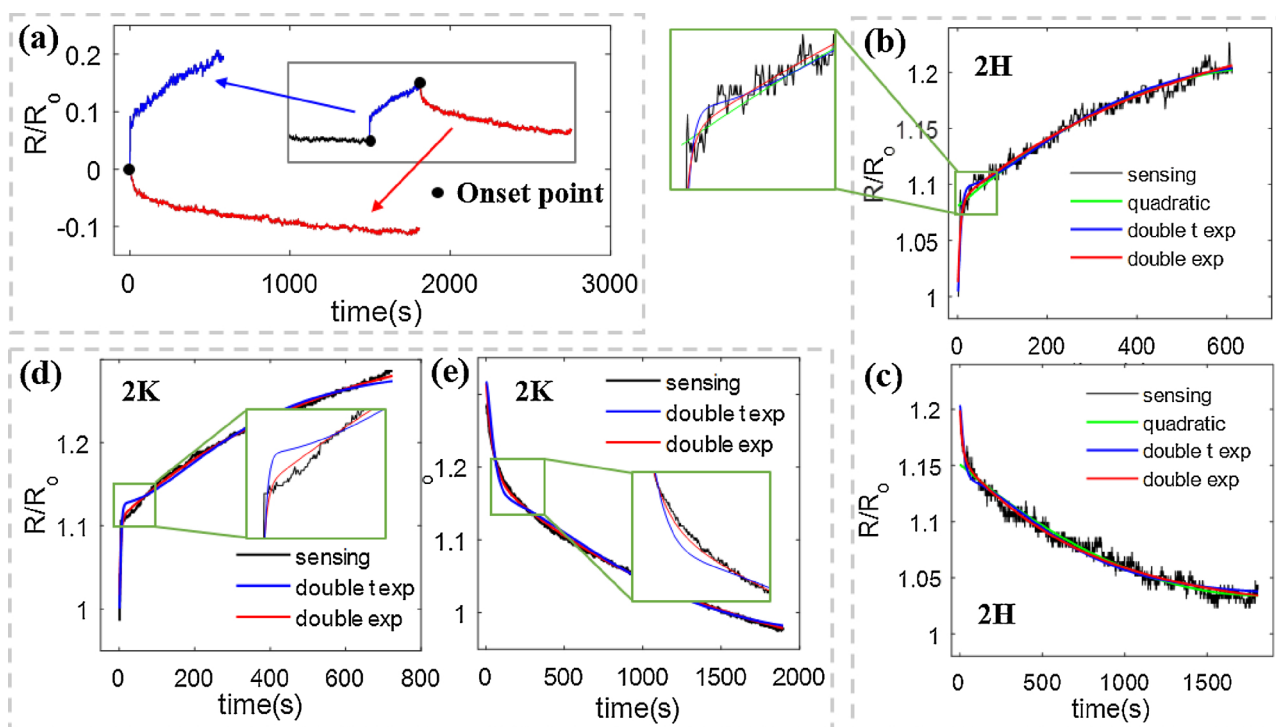 (a)
0.2
0.1
0
-0.1
R/Ro
0
1000
2000
3000
time(s)
Onset point
(b)
2H
1.2
1.15
1.1
1.05
1
R/Ro
sensing
quadratic
double t exp
double exp
0
200
400
600
(d)
2K
1.2
1.1
1
R/Ro
sensing
double t exp
double exp
0
200
400
600
800
time(s)
(e)
2K
sensing
double t exp
double exp
1.2
1.1
1
o
0
500
1000
1500
2000
time(s)
(c)
1.2
1.15
1.1
1.05
1
R/Ro
sensing
quadratic
double t exp
double exp
2H
0
500
1000
1500
time(s)